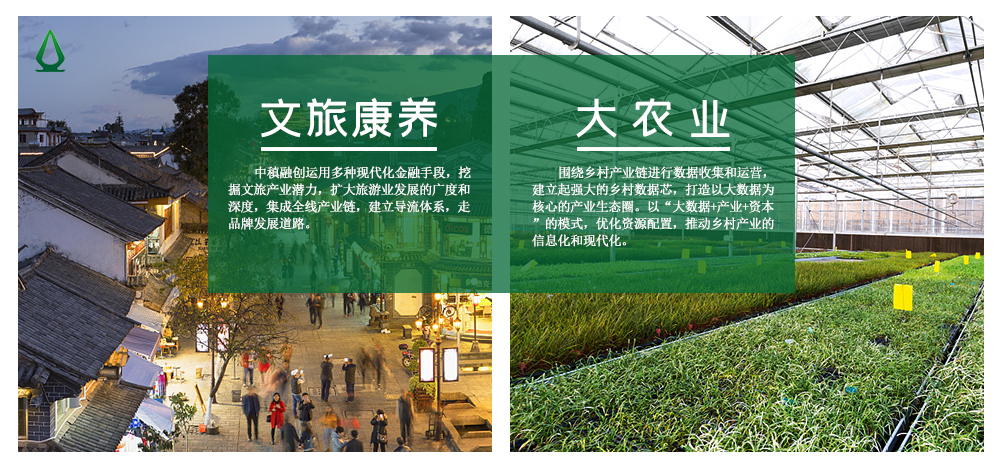 文旅康养
中稹融创运用多种现代化金融手段，挖
掘文旅产业潜力，扩大旅游业发展的广度和
深度，集成全线产业链，建立导流体系，走
品牌发展道路。
大农业
围绕乡村产业链进行数据收集和运营，
建立起强大的乡村数据芯，打造以大数据为
核心的产业生态圈。以“大数据+产业+资本
”的模式，优化资源配置，推动乡村产业的
信息化和现代化。